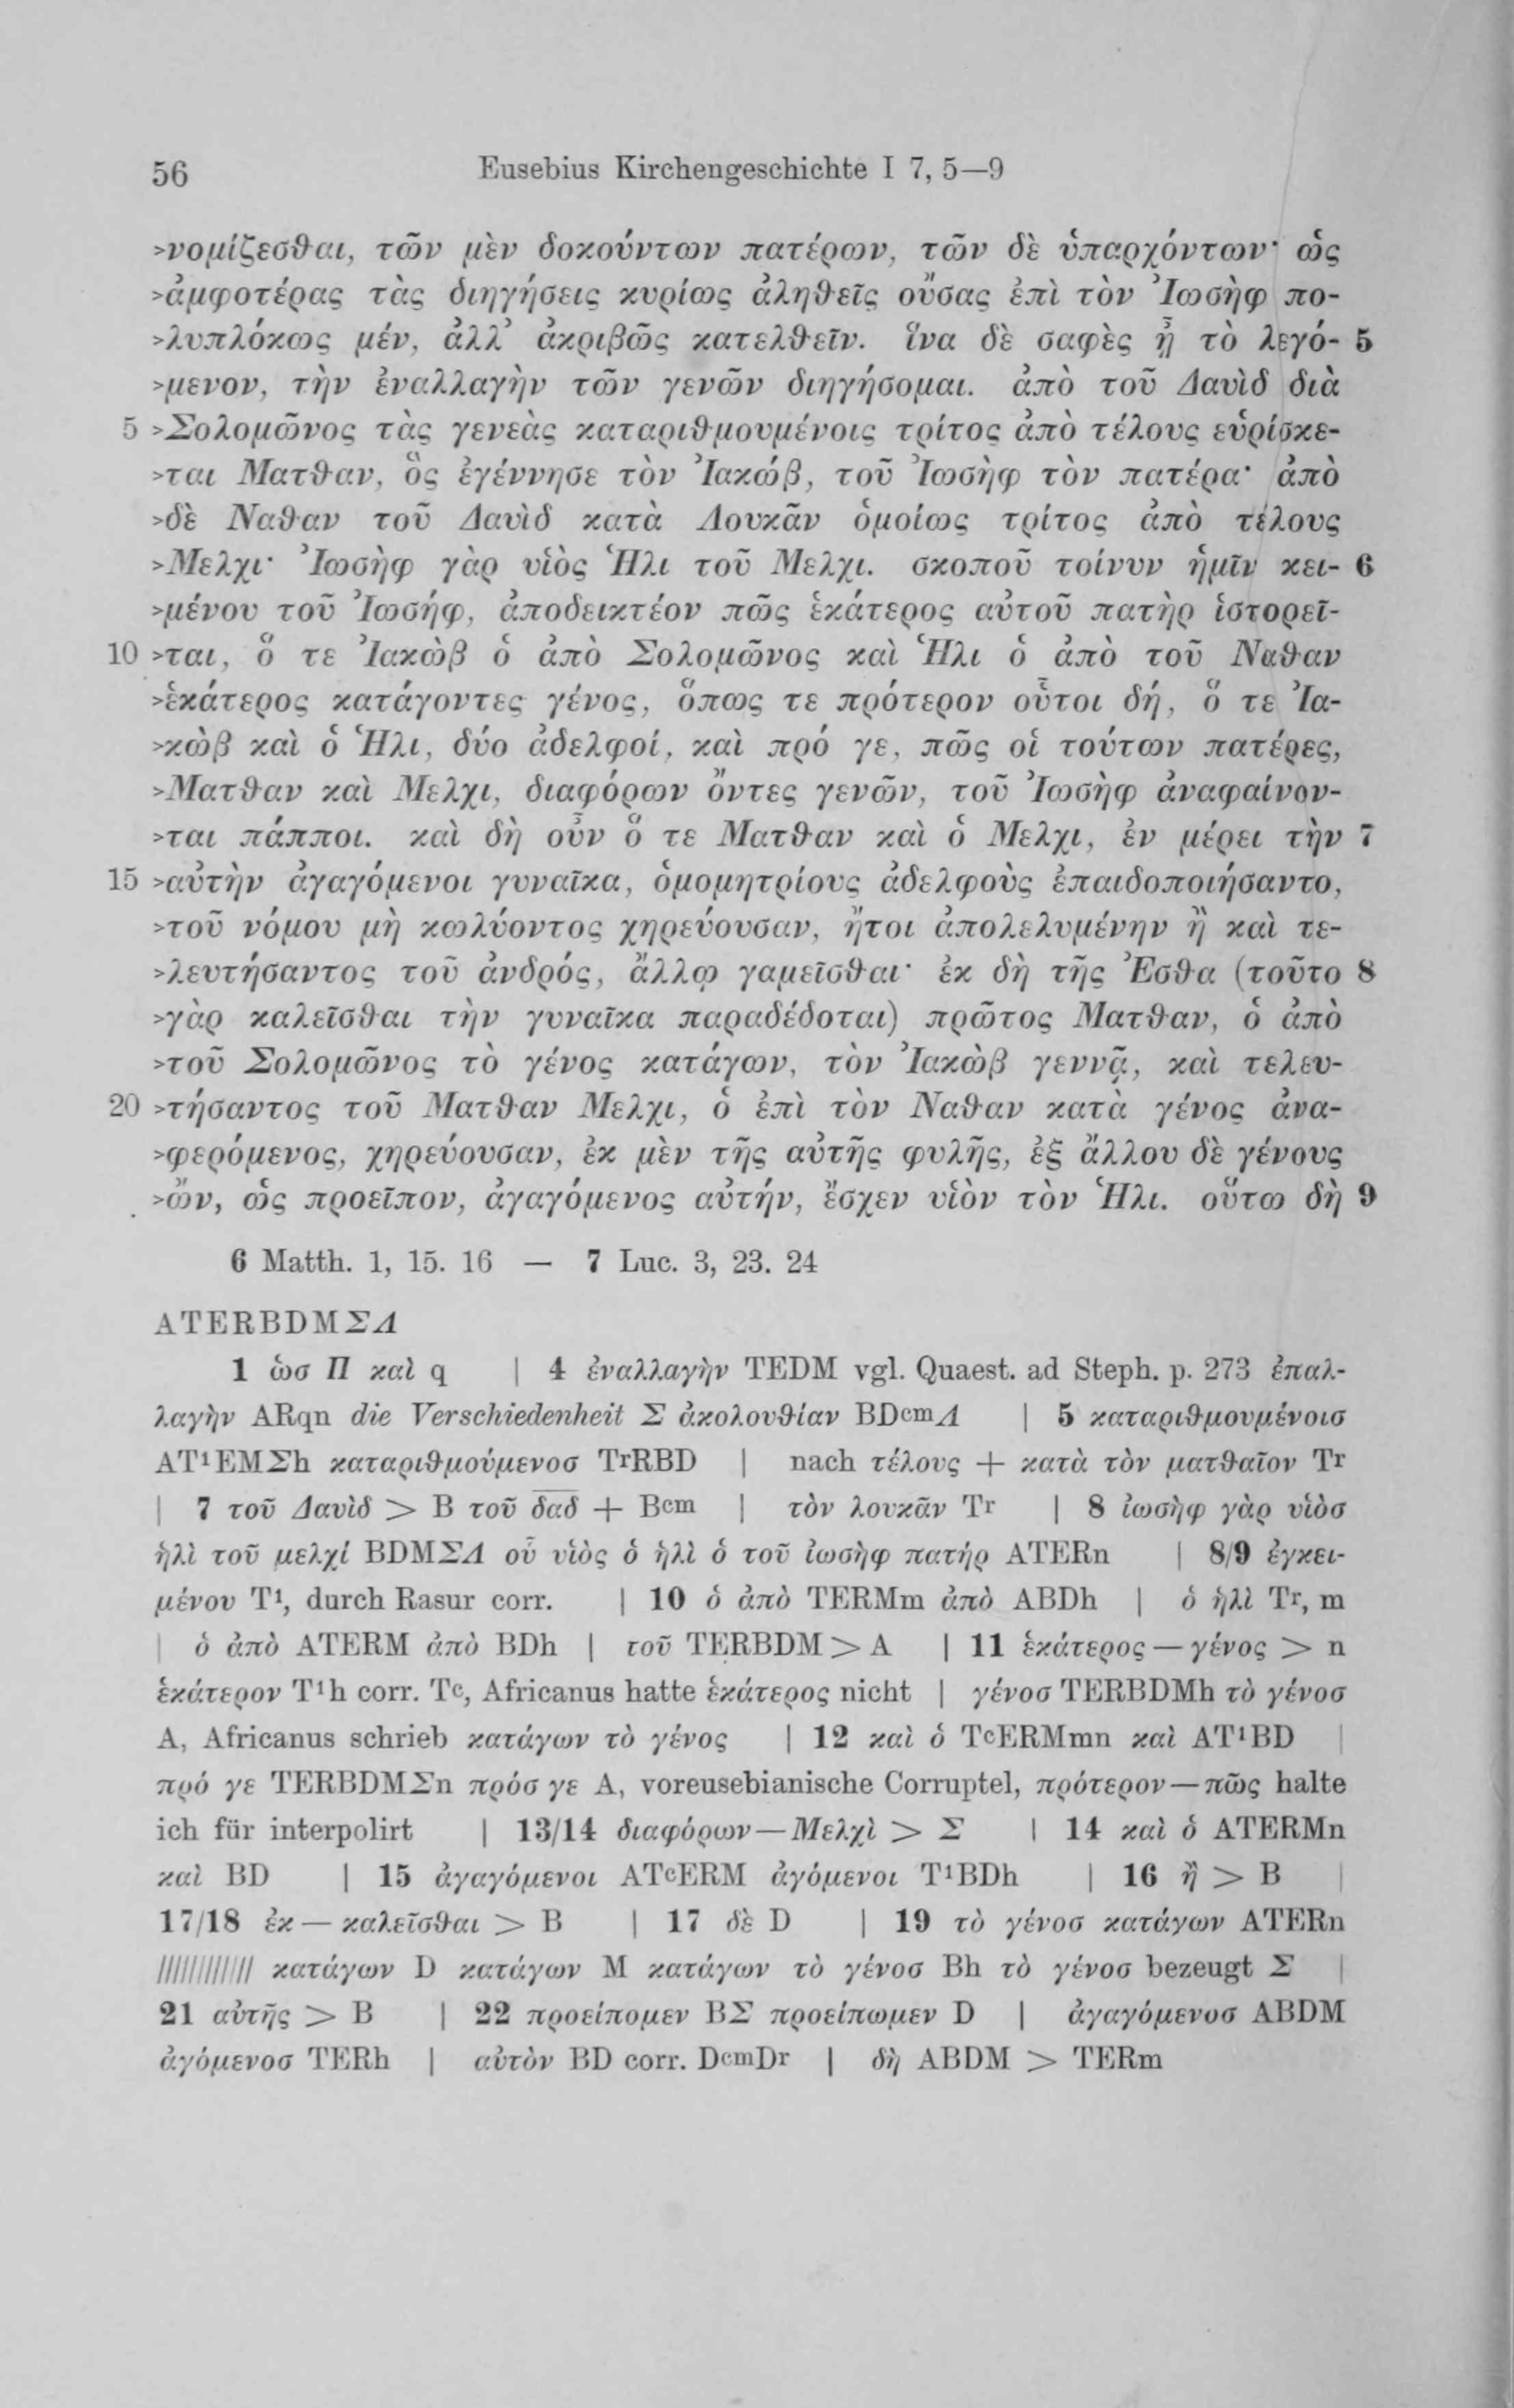 56 Eusebius Kirchengeschichte I 7, 5—9
>νομίζεσθαι, τῶν μὲν δοκούντων πατέρων, τῶν δὲ ὑπαρχόντων· ὡς
>ἀμφοτέρας τὰς διηγήσεις κυρίως ἀληθεῖς οὔσας ἐπὶ τὸν Ἰωσὴφ πο-
>λυπλόκως μέν, ἀλλ’ ἀκριβῶς κατελθεῖν. ἵνα δὲ σαφὲς ᾖ τὸ λεγό- 5
>μενον, τὴν ἐναλλαγὴν τῶν γενῶν διηγήσομαι. ἀπὸ τοῦ Δαυὶδ διὰ
5 >Σολομῶνος τὰς γενεὰς καταριθμουμένοις τρίτος ἀπὸ τέλους εὑρίσκε-
>ται Ματθαν, ὃς ἐγέννησε τὸν Ἰακώβ, τοῦ Ἰωσὴφ τὸν πατέρα· ἀπὸ
>δὲ Ναθαν τοῦ Δαυὶδ κατὰ Λουκᾶν ὁμοίως τρίτος ἀπὸ τέλους
>Μελχι· Ἰωσὴφ γὰρ υἱὸς Ἡλι τοῦ Μελχι. σκοποῦ τοίνυν ἡμῖν κει- 6
>μένου τοῦ Ἰωσήφ, ἀποδεικτέον πῶς ἑκάτερος αὐτοῦ πατὴρ ἱστορεῖ-
10 >ται, ὅ τε Ἰακὼβ ὁ ἀπὸ Σολομῶνος καὶ Ἡλι ὁ ἀπὸ τοῦ Ναθαν
>ἑκάτερος κατάγοντες γένος, ὅπως τε πρότερον οὗτοι δή, ὅ τε Ἰα-
>κὼβ καὶ ὁ Ἡλι, δύο ἀδελφοί, καὶ πρό γε, πῶς οἱ τούτων πατέρες,
>Ματθαν καὶ Μελχι, διαφόρων ὄντες γενῶν, τοῦ Ἰωσὴφ ἀναφαίνον-
>ται πάπποι. καὶ δὴ οὖν ὅ τε Ματθαν καὶ ὁ Μελχι, ἐν μέρει τὴν 7
15 >αὐτὴν ἀγαγόμενοι γυναῖκα, ὁμομητρίους ἀδελφοὺς ἐπαιδοποιήσαντο,
>τοῦ νόμου μὴ κωλύοντος χηρεύουσαν, ἤτοι ἀπολελυμένην ἢ καὶ τε-
>λευτήσαντος τοῦ ἀνδρός, ἄλλῳ γαμεῖσθαι· ἐκ δὴ τῆς Ἐσθα (τοῦτο 8
>γὰρ καλεῖσθαι τὴν γυναῖκα παραδέδοται) πρῶτος Ματθαν, ὁ ἀπὸ
>τοῦ Σολομῶνος τὸ γένος κατάγων, τὸν Ἰακὼβ γεννᾷ, καὶ τελευ-
20 >τήσαντος τοῦ Ματθαν Μελχι, ὁ ἐπὶ τὸν Ναθαν κατὰ γένος ἀνα-
>φερόμενος, χηρεύουσαν, ἐκ μὲν τῆς αὐτῆς φυλῆς, ἐξ ἄλλου δὲ γένους
>ὤν, ὡς προεῖπον, ἀγαγόμενος αὐτήν, ἔσχεν υἱὸν τὸν Ἡλι. οὕτω δὴ 9
6 Matth. 1, 15. 16 — 7 Luc. 3, 23. 24
ATERBDMΣΛ
1 ὡσ Π καὶ q | 4 ἐναλλαγὴν TEDM vgl. Quaest. ad Steph. p. 273 ἐπαλ-
λαγὴν ARqn die Verschiedenheit Σ ἀκολουθίαν BDᶜᵐΛ | 5 καταριθμουμένοισ
AT¹EMΣh καταριθμούμενοσ TʳRBD | nach τέλους + κατὰ τὸν ματθαῖον Tʳ
| 7 τοῦ Δαυὶδ > B τοῦ δ̅α̅δ̅ + Bᶜᵐ | τὸν λουκᾶν Tʳ | 8 ἰωσὴφ γὰρ υἱὸσ
ἡλὶ τοῦ μελχί BDMΣΛ οὗ υἱὸς ὁ ἡλὶ ὁ τοῦ ἰωσὴφ πατήρ ATERn | 8/9 ἐγκει-
μένου T¹, durch Rasur corr. | 10 ὁ ἀπὸ TERMm ἀπὸ ABDh | ὁ ἡλὶ Tʳ, m
| ὁ ἀπὸ ATERM ἀπὸ BDh | τοῦ TERBDM > A | 11 ἑκάτερος — γένος > n
ἑκάτερον T¹h corr. Tᶜ, Africanus hatte ἑκάτερος nicht | γένοσ TERBDMh τὸ γένοσ
A, Africanus schrieb κατάγων τὸ γένος | 12 καὶ ὁ TᶜERMmn καὶ AT¹BD |
πρό γε TERBDMΣn πρόσ γε A, voreusebianische Corruptel, πρότερον — πῶς halte
ich für interpolirt | 13/14 διαφόρων — Μελχὶ > Σ | 14 καὶ ὁ ATERMn
καὶ BD | 15 ἀγαγόμενοι ATᶜERM ἀγόμενοι T¹BDh | 16 ἢ > B |
17/18 ἐκ — καλεῖσθαι > B | 17 δὲ D | 19 τὸ γένοσ κατάγων ATERn
//////////// κατάγων D κατάγων M κατάγων τὸ γένοσ Bh τὸ γένοσ bezeugt Σ |
21 αὐτῆς > B | 22 προείπομεν BΣ προείπωμεν D | ἀγαγόμενοσ ABDM
ἀγόμενοσ TERh | αὐτὸν BD corr. DᶜᵐDʳ | δὴ ABDM > TERm